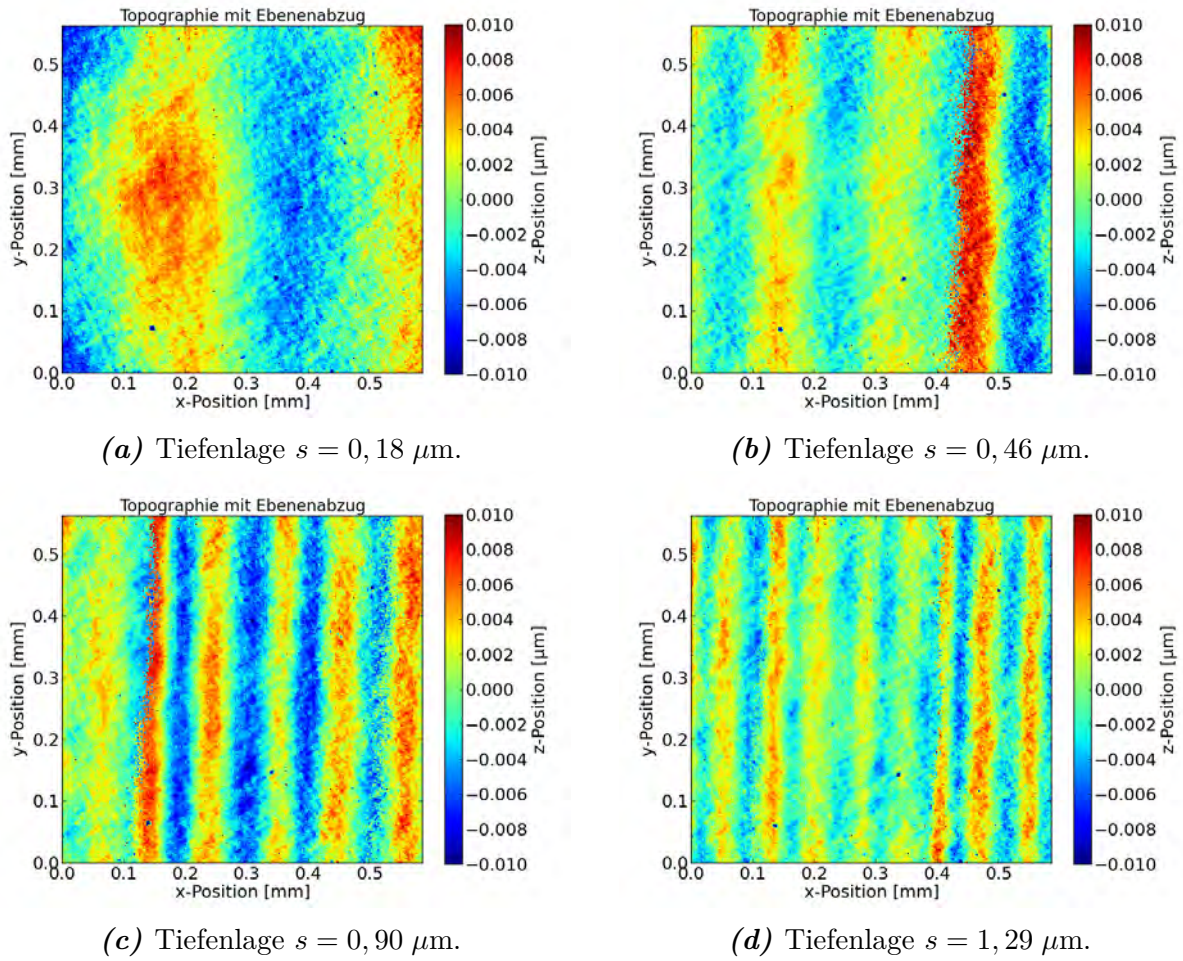 Topographie mit Ebenenabzug
0.5
0.4
0.3
0.2
0.1
0.0
y-Position [mm]
0.0 0.1 0.2 0.3 0.4 0.5
x-Position [mm]
0.010
0.008
0.006
0.004
0.002
0.000
−0.002
−0.004
−0.006
−0.008
−0.010
z-Position [µm]
(a) Tiefenlage s = 0, 18 µm.
Topographie mit Ebenenabzug
0.5
0.4
0.3
0.2
0.1
0.0
y-Position [mm]
0.0 0.1 0.2 0.3 0.4 0.5
x-Position [mm]
0.010
0.008
0.006
0.004
0.002
0.000
−0.002
−0.004
−0.006
−0.008
−0.010
z-Position [µm]
(b) Tiefenlage s = 0, 46 µm.
Topographie mit Ebenenabzug
0.5
0.4
0.3
0.2
0.1
0.0
y-Position [mm]
0.0 0.1 0.2 0.3 0.4 0.5
x-Position [mm]
0.010
0.008
0.006
0.004
0.002
0.000
−0.002
−0.004
−0.006
−0.008
−0.010
z-Position [µm]
(c) Tiefenlage s = 0, 90 µm.
Topographie mit Ebenenabzug
0.5
0.4
0.3
0.2
0.1
0.0
y-Position [mm]
0.0 0.1 0.2 0.3 0.4 0.5
x-Position [mm]
0.010
0.008
0.006
0.004
0.002
0.000
−0.002
−0.004
−0.006
−0.008
−0.010
z-Position [µm]
(d) Tiefenlage s = 1, 29 µm.